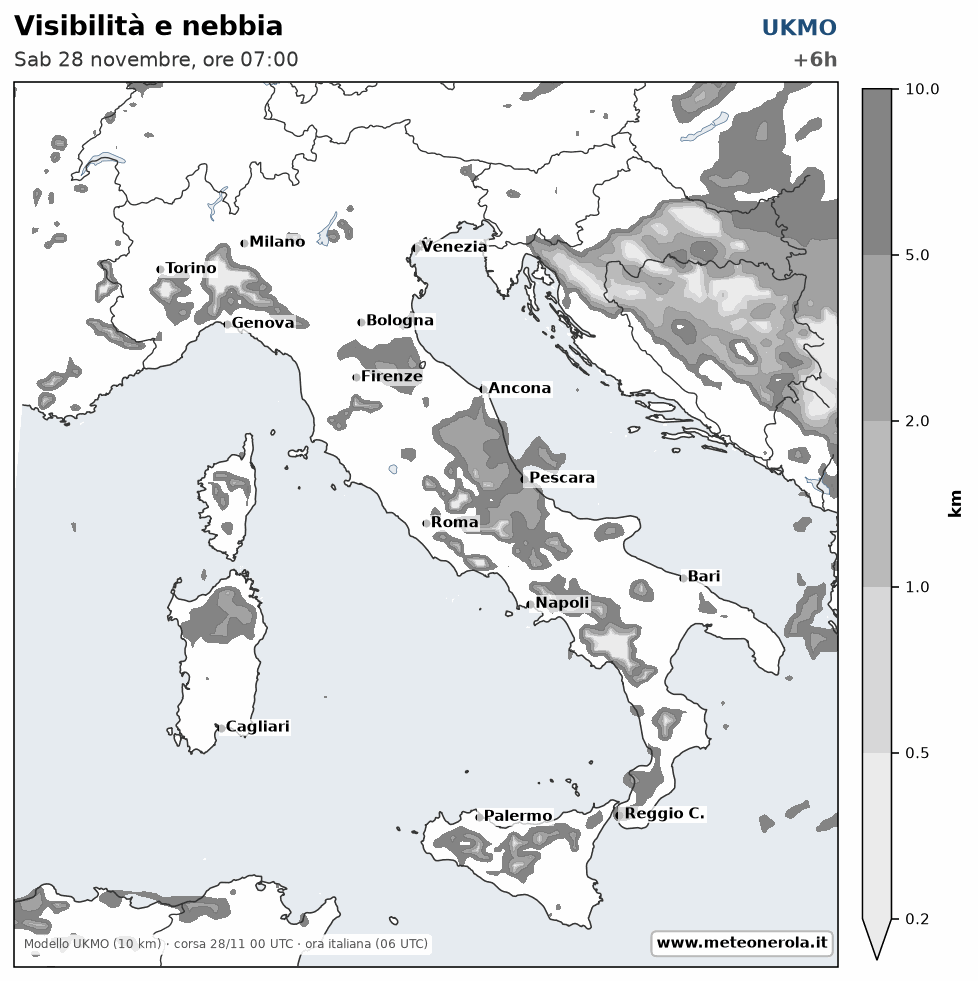 Visibilità e nebbia
UKMO
Sab 28 novembre, ore 07:00
+6h
10.0
5.0
2.0
1.0
0.5
0.2
km
Milano
Venezia
Torino
Genova
Bologna
Firenze
Ancona
Pescara
Roma
Bari
Napoli
Cagliari
Palermo
Reggio C.
Modello UKMO (10 km) · corsa 28/11 00 UTC · ora italiana (06 UTC)
www.meteonerola.it